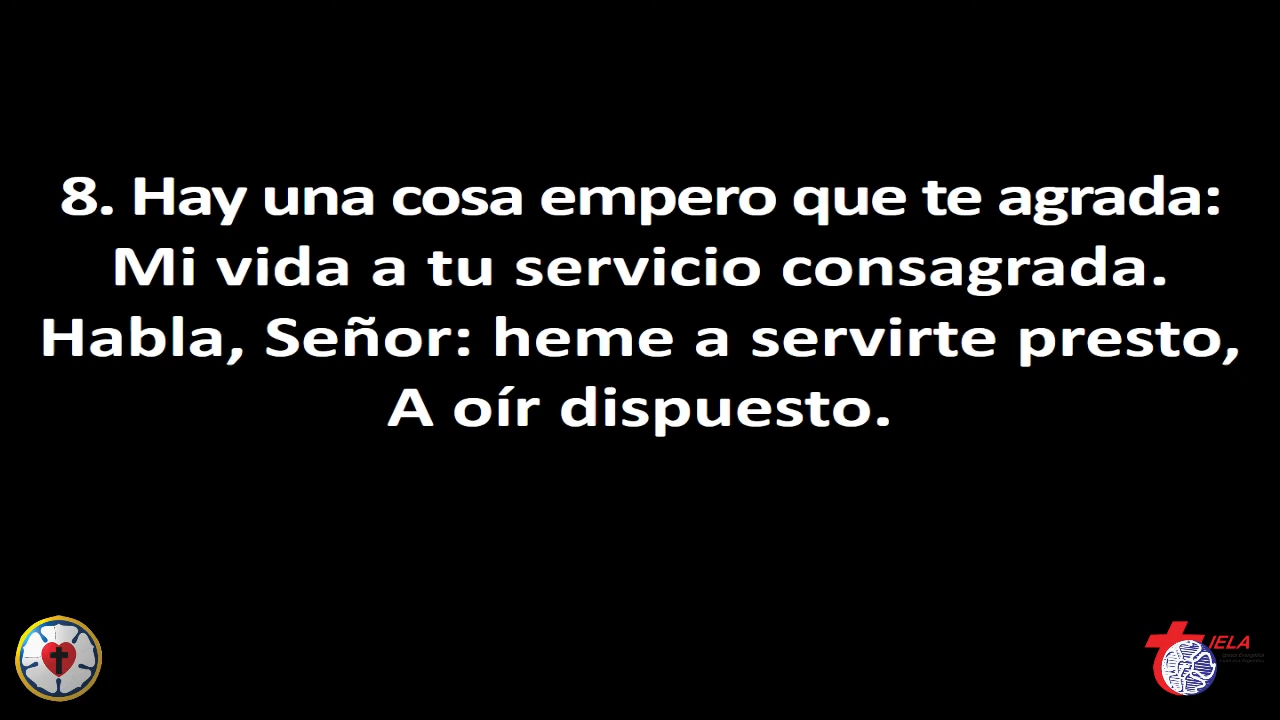 8. Hay una cosa empero que te agrada:
Mi vida a tu servicio consagrada.
Habla, Señor: heme a servirte presto,
A oír dispuesto.
IELA